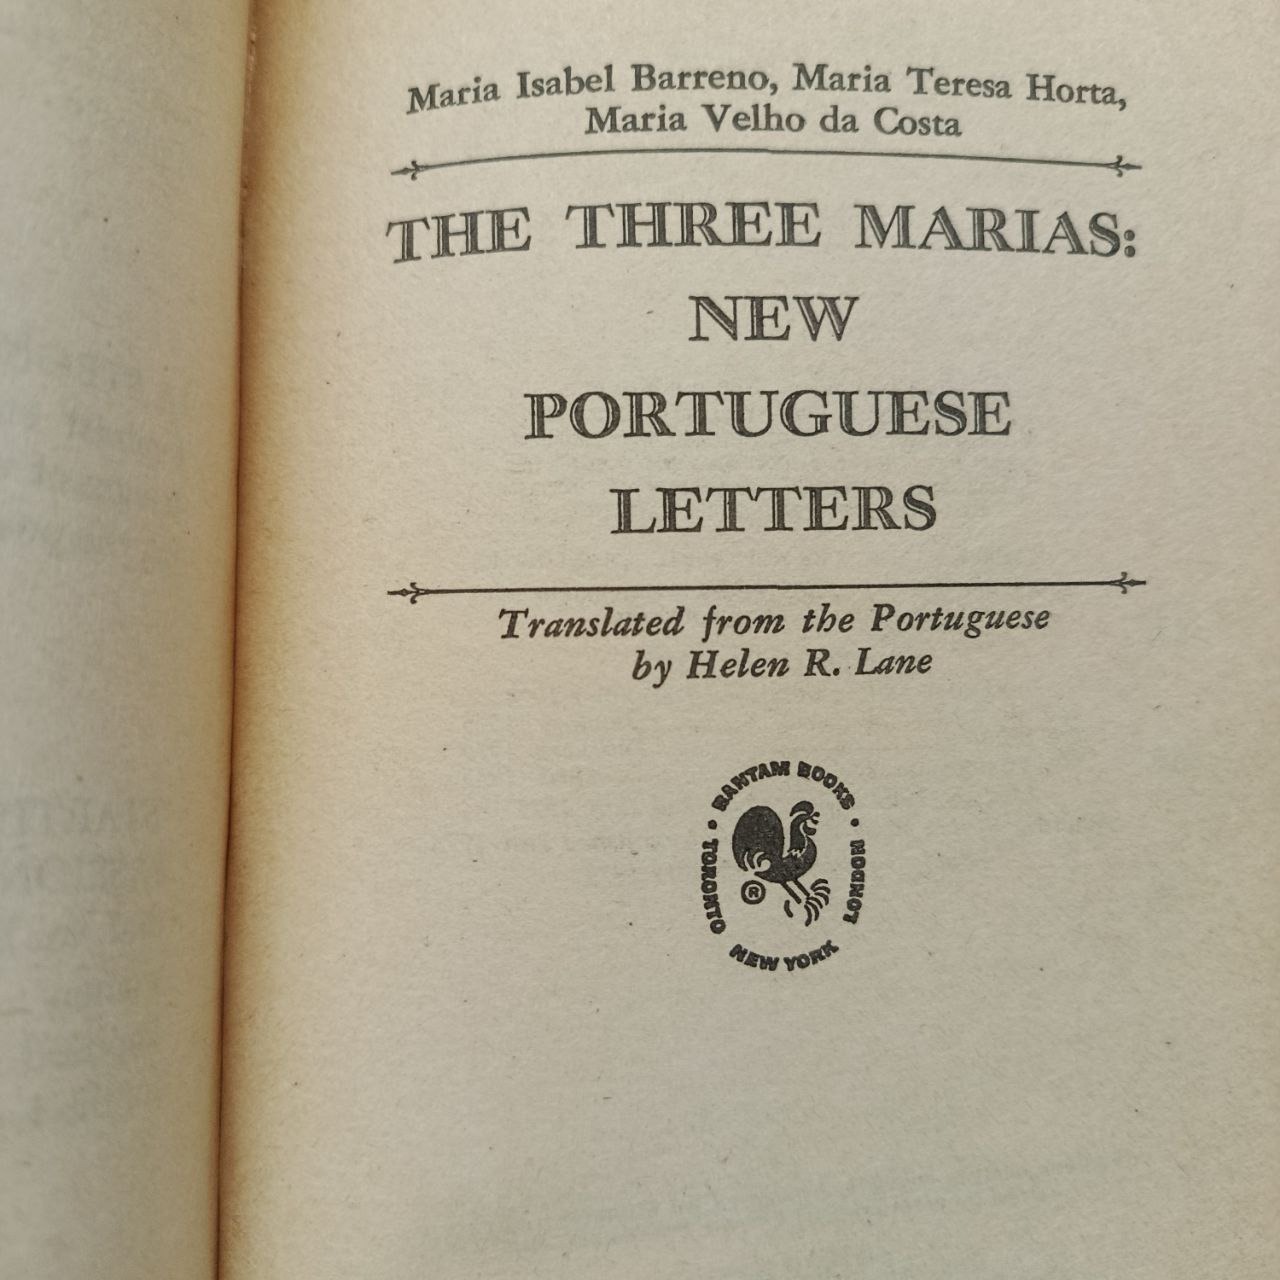 Maria Isabel Barreno, Maria Teresa Horta,
Maria Velho da Costa
THE THREE MARIAS:
NEW
PORTUGUESE
LETTERS
Translated from the Portuguese
by Helen R. Lane
BANTAM BOOKS
TORONTO • NEW YORK • LONDON
®